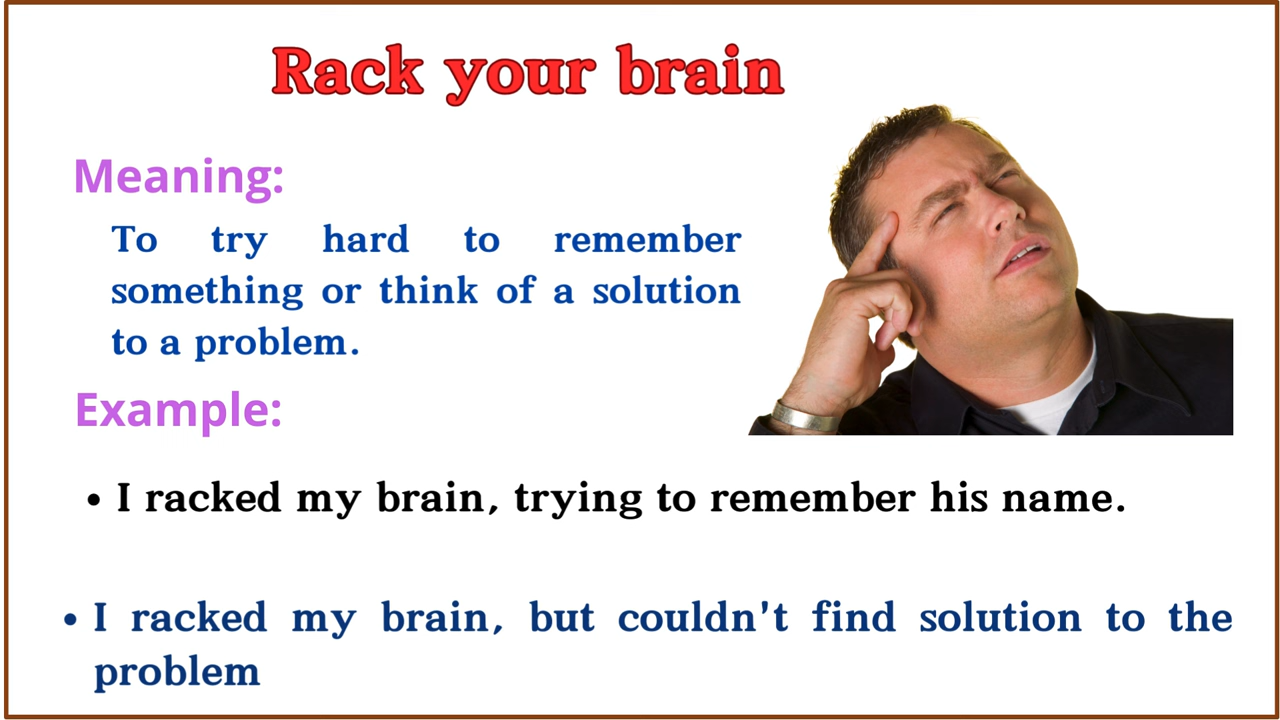 Rack your brain
Meaning:
To try hard to remember
something or think of a solution
to a problem.
Example:
• I racked my brain, trying to remember his name.
• I racked my brain, but couldn't find solution to the
problem